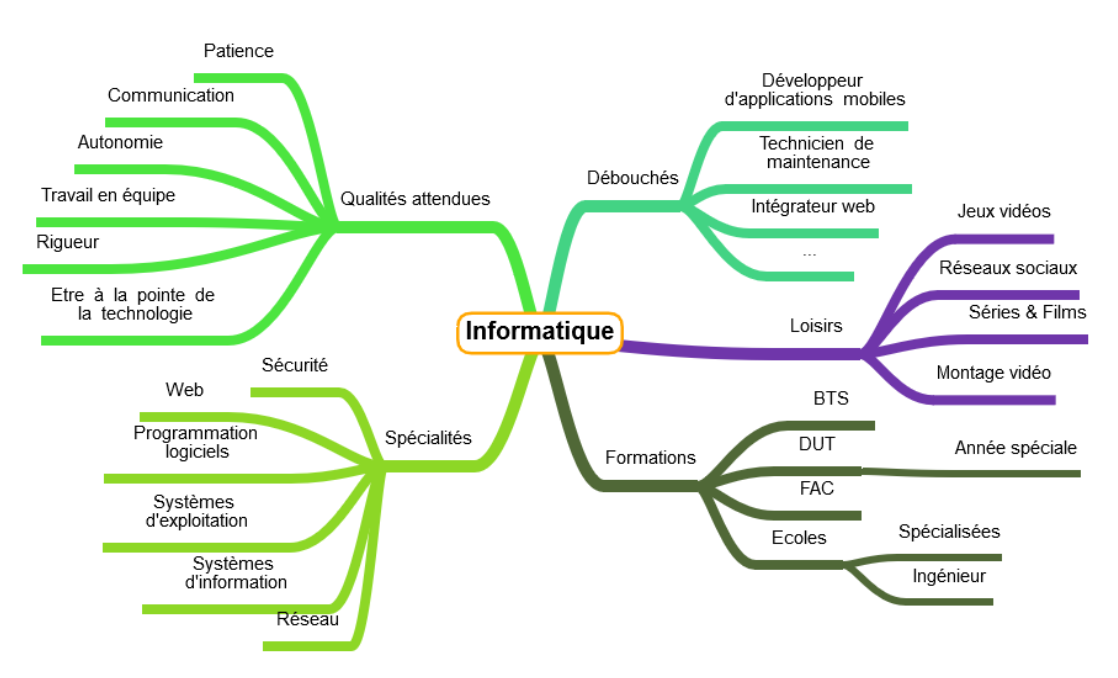 Patience
Communication
Autonomie
Travail en équipe
Rigueur
Etre à la pointe de
la technologie
Qualités attendues
Développeur
d'applications mobiles
Technicien de
maintenance
Intégrateur web
...
Débouchés
Jeux vidéos
Réseaux sociaux
Séries & Films
Montage vidéo
Loisirs
Informatique
Sécurité
Web
Programmation
logiciels
Systèmes
d'exploitation
Systèmes
d'information
Réseau
Spécialités
Formations
BTS
DUT
Année spéciale
FAC
Ecoles
Spécialisées
Ingénieur